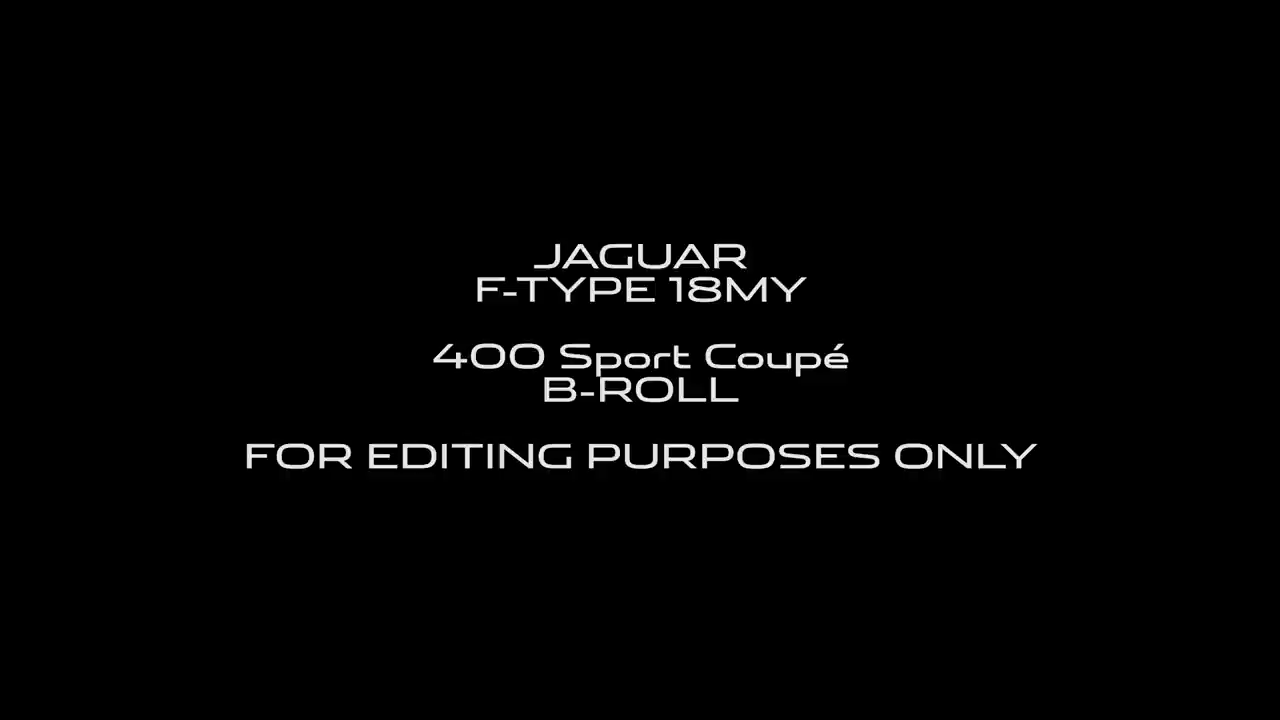 JAGUAR
F-TYPE 18MY
400 Sport Coupé
B-ROLL
FOR EDITING PURPOSES ONLY